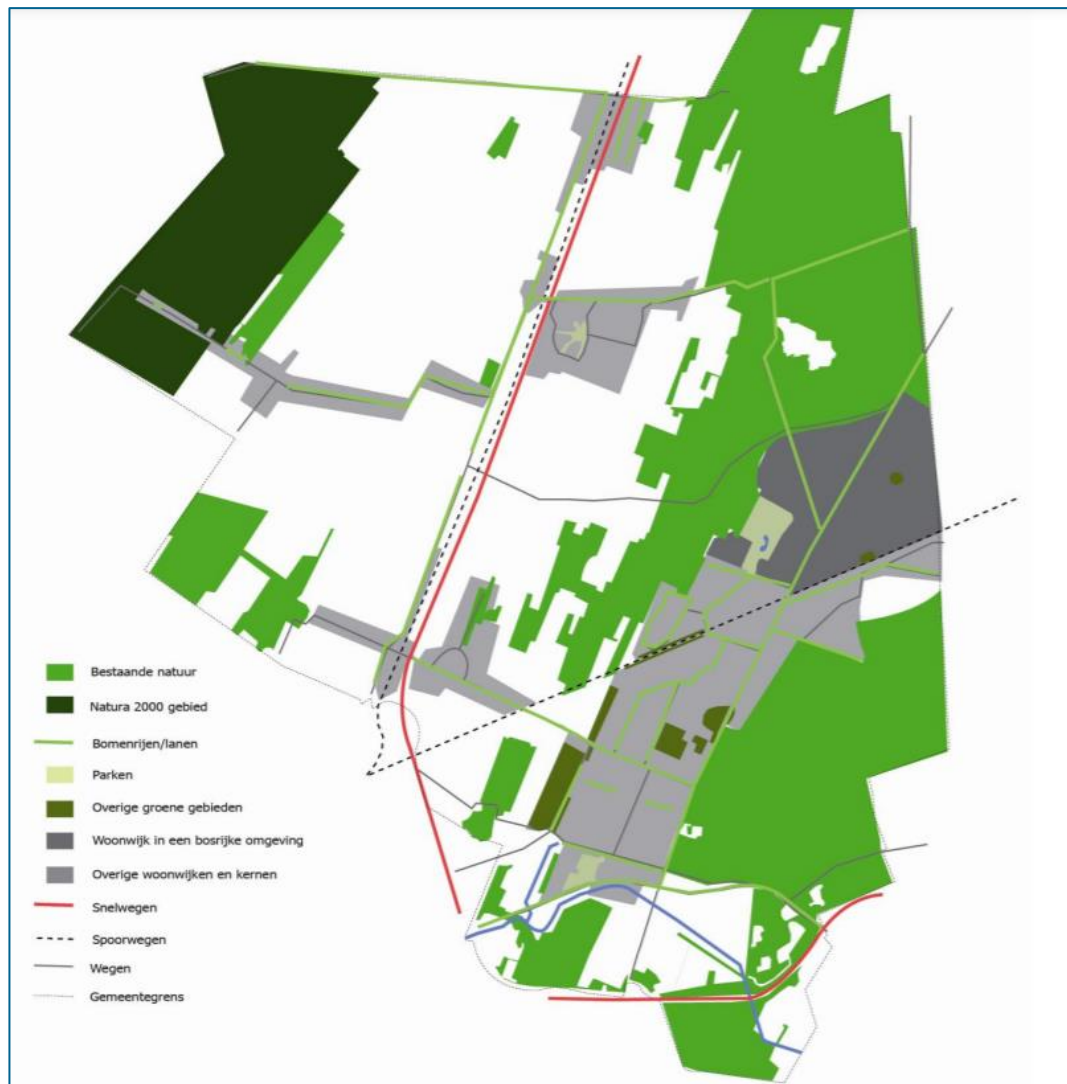 Bestaande natuur
Natura 2000 gebied
Bomenrijen/lanen
Parken
Overige groene gebieden
Woonwijk in een bosrijke omgeving
Overige woonwijken en kernen
Snelwegen
Spoorwegen
Wegen
Gemeentegrens